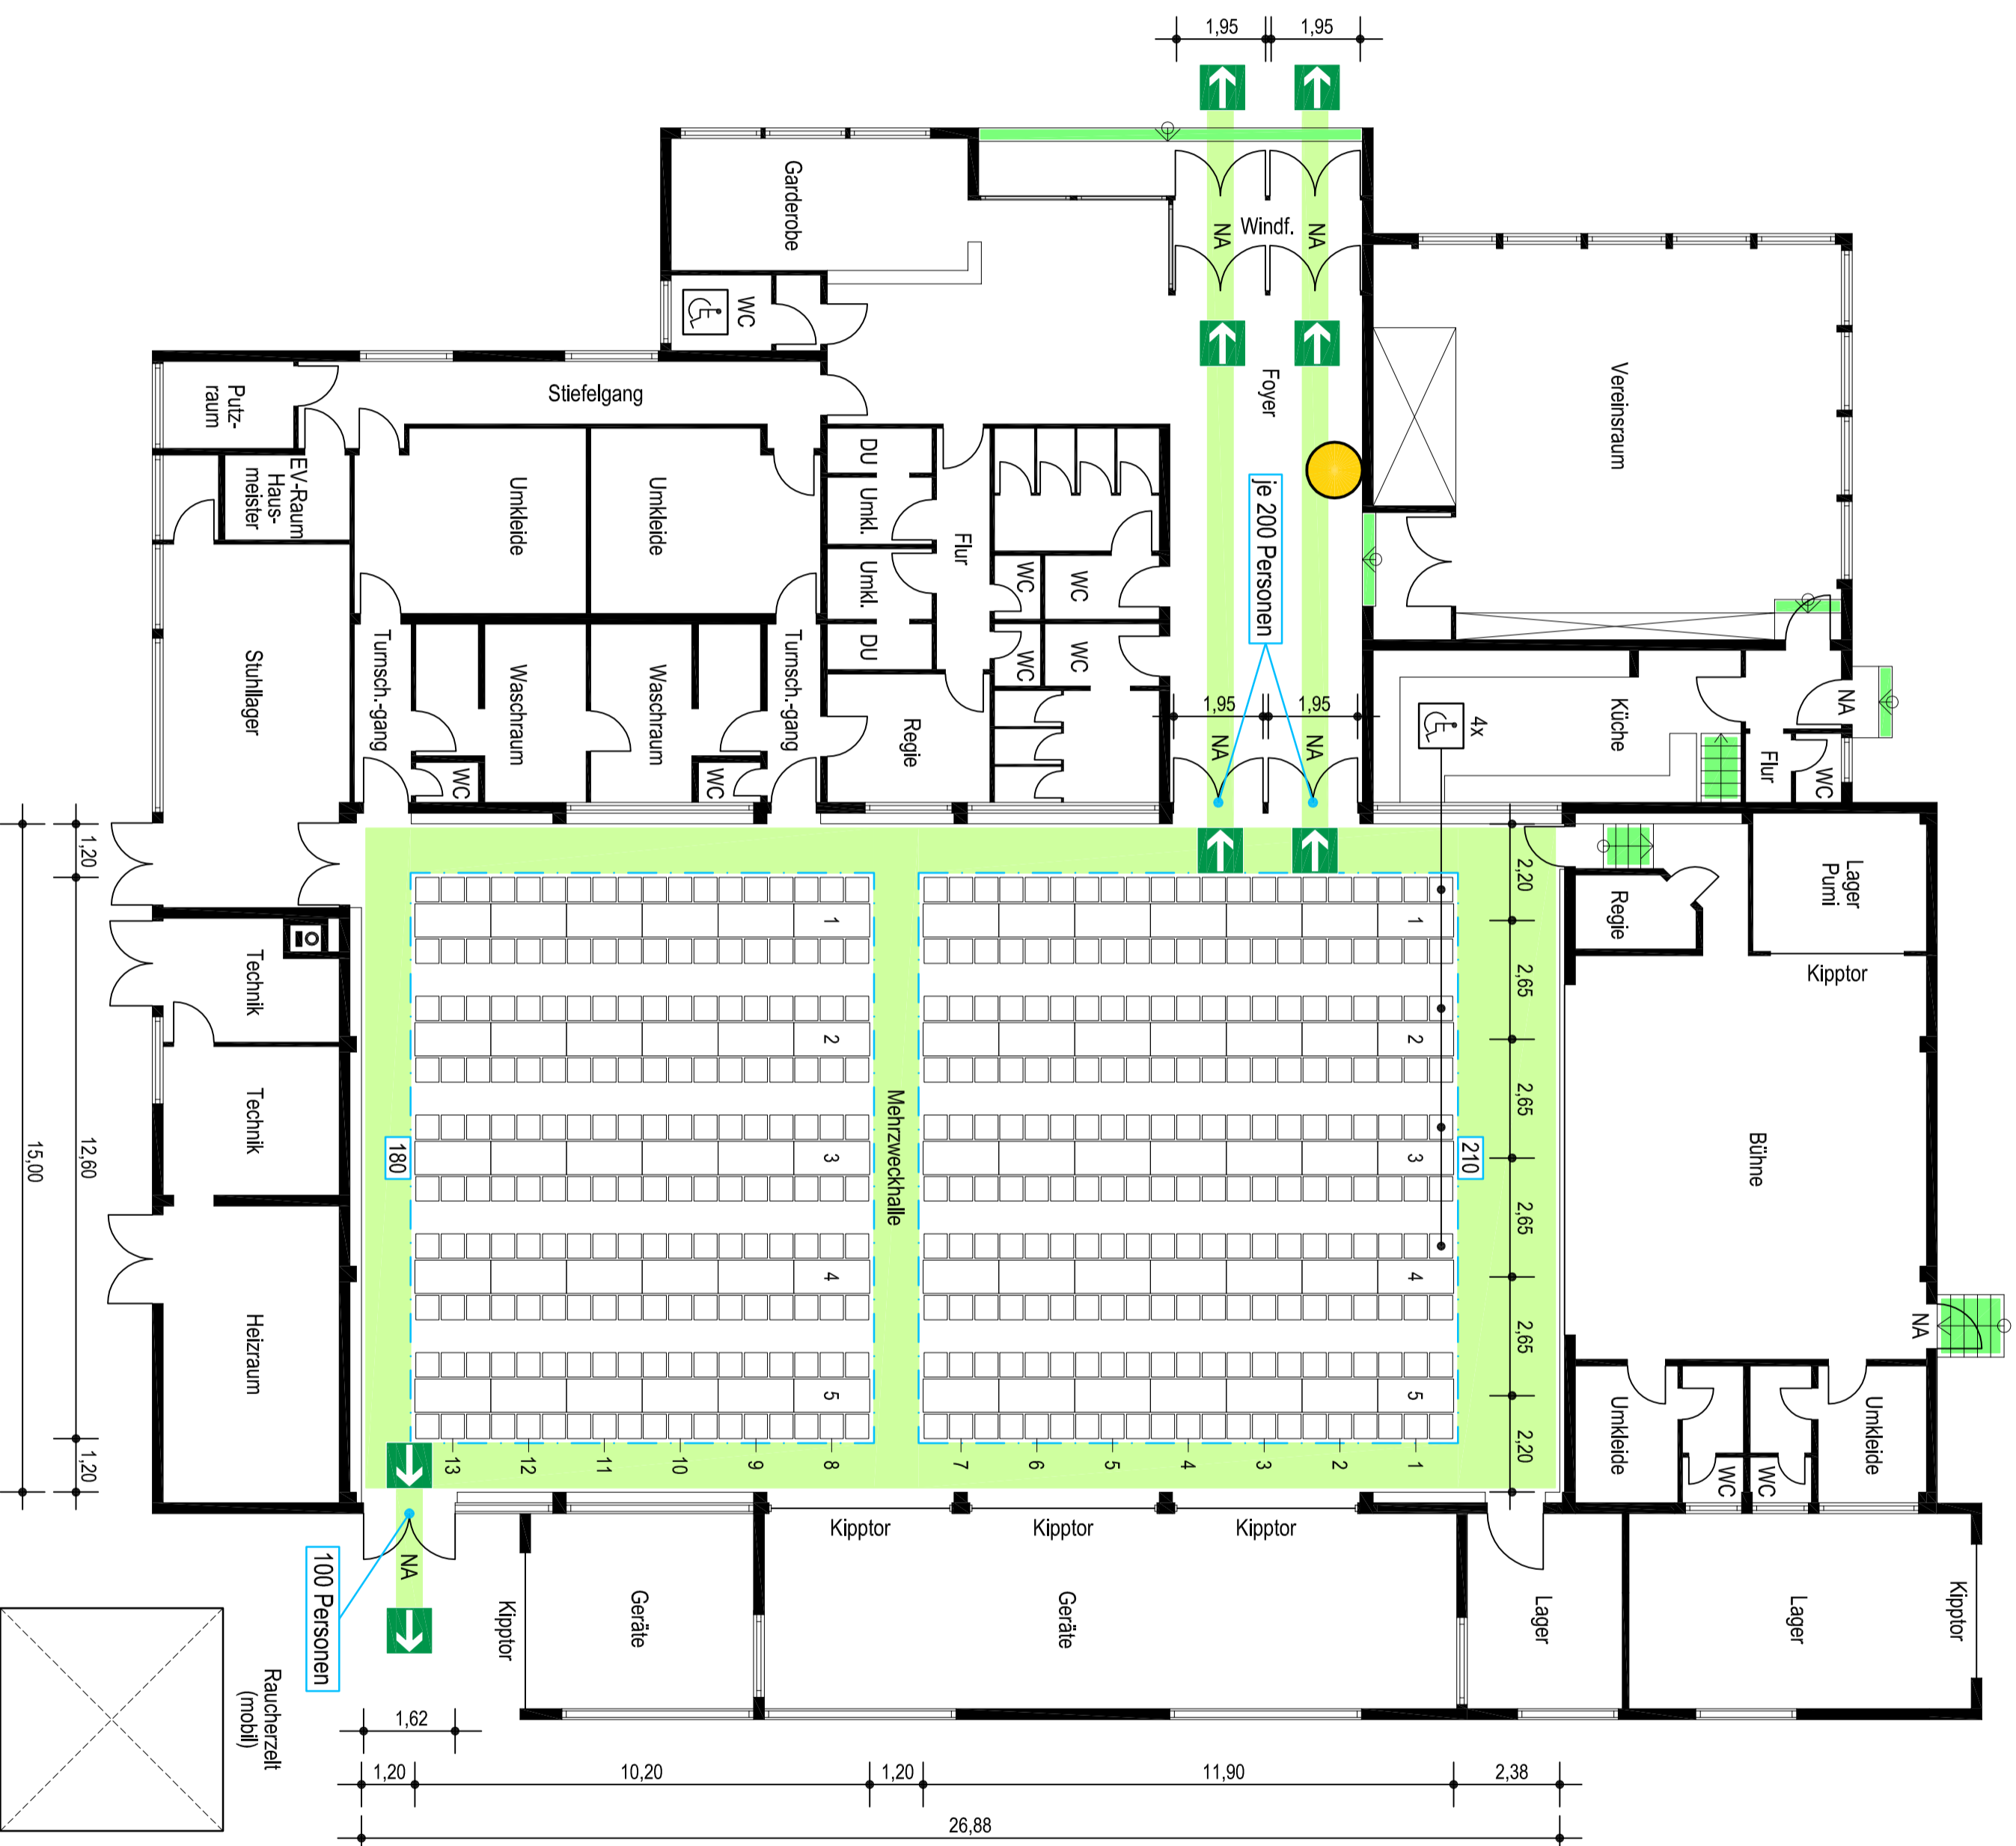 1,95
1,95
Garderobe
NA
NA
Windf.
Vereinsraum
WC
Foyer
Stiefelgang
Putz-
raum
EV-Raum
Haus-
meister
Umkleide
Umkleide
DU
Umkl.
Flur
Umkl.
DU
WC
WC
WC
WC
je 200 Personen
Stuhllager
Turnsch.-gang
Waschraum
Waschraum
Turnsch.-gang
WC
WC
Regie
1,95
1,95
NA
NA
4x
Küche
Flur
WC
NA
Lager
Pumi
Regie
Kipptor
Bühne
NA
Umkleide
WC
WC
Umkleide
Technik
Technik
Heizraum
1,20
12,60
1,20
15,00
2,20
2,65
2,65
2,65
2,65
2,20
1
2
3
4
5
1
2
3
4
5
Mehrzweckhalle
180
210
13
12
11
10
9
8
7
6
5
4
3
2
1
NA
100 Personen
Kipptor
Kipptor
Kipptor
Kipptor
Geräte
Geräte
Lager
Lager
Kipptor
Raucherzelt
(mobil)
1,62
1,20
10,20
1,20
11,90
2,38
26,88